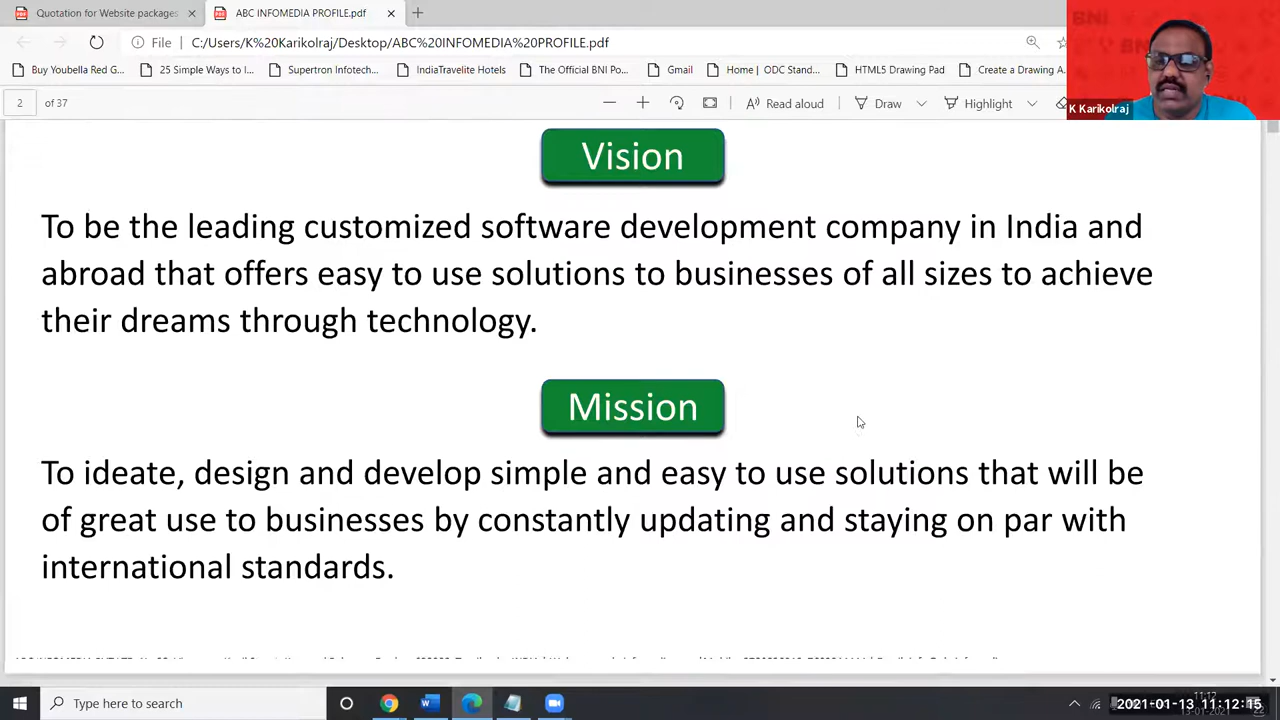 Quotation for Website packages
ABC INFOMEDIA PROFILE.pdf
File
C:/Users/K%20Karikolraj/Desktop/ABC%20INFOMEDIA%20PROFILE.pdf
Buy Youbella Red G...
25 Simple Ways to I...
Supertron Infotech...
IndiaTravelite Hotels
The Official BNI Po...
Gmail
Home | ODC Stand...
HTML5 Drawing Pad
Create a Drawing A...
2 of 37
Read aloud
Draw
Highlight
K Karikolraj
Vision
To be the leading customized software development company in India and
abroad that offers easy to use solutions to businesses of all sizes to achieve
their dreams through technology.
Mission
To ideate, design and develop simple and easy to use solutions that will be
of great use to businesses by constantly updating and staying on par with
international standards.
Type here to search
11:12
2021-01-13 11:12:15